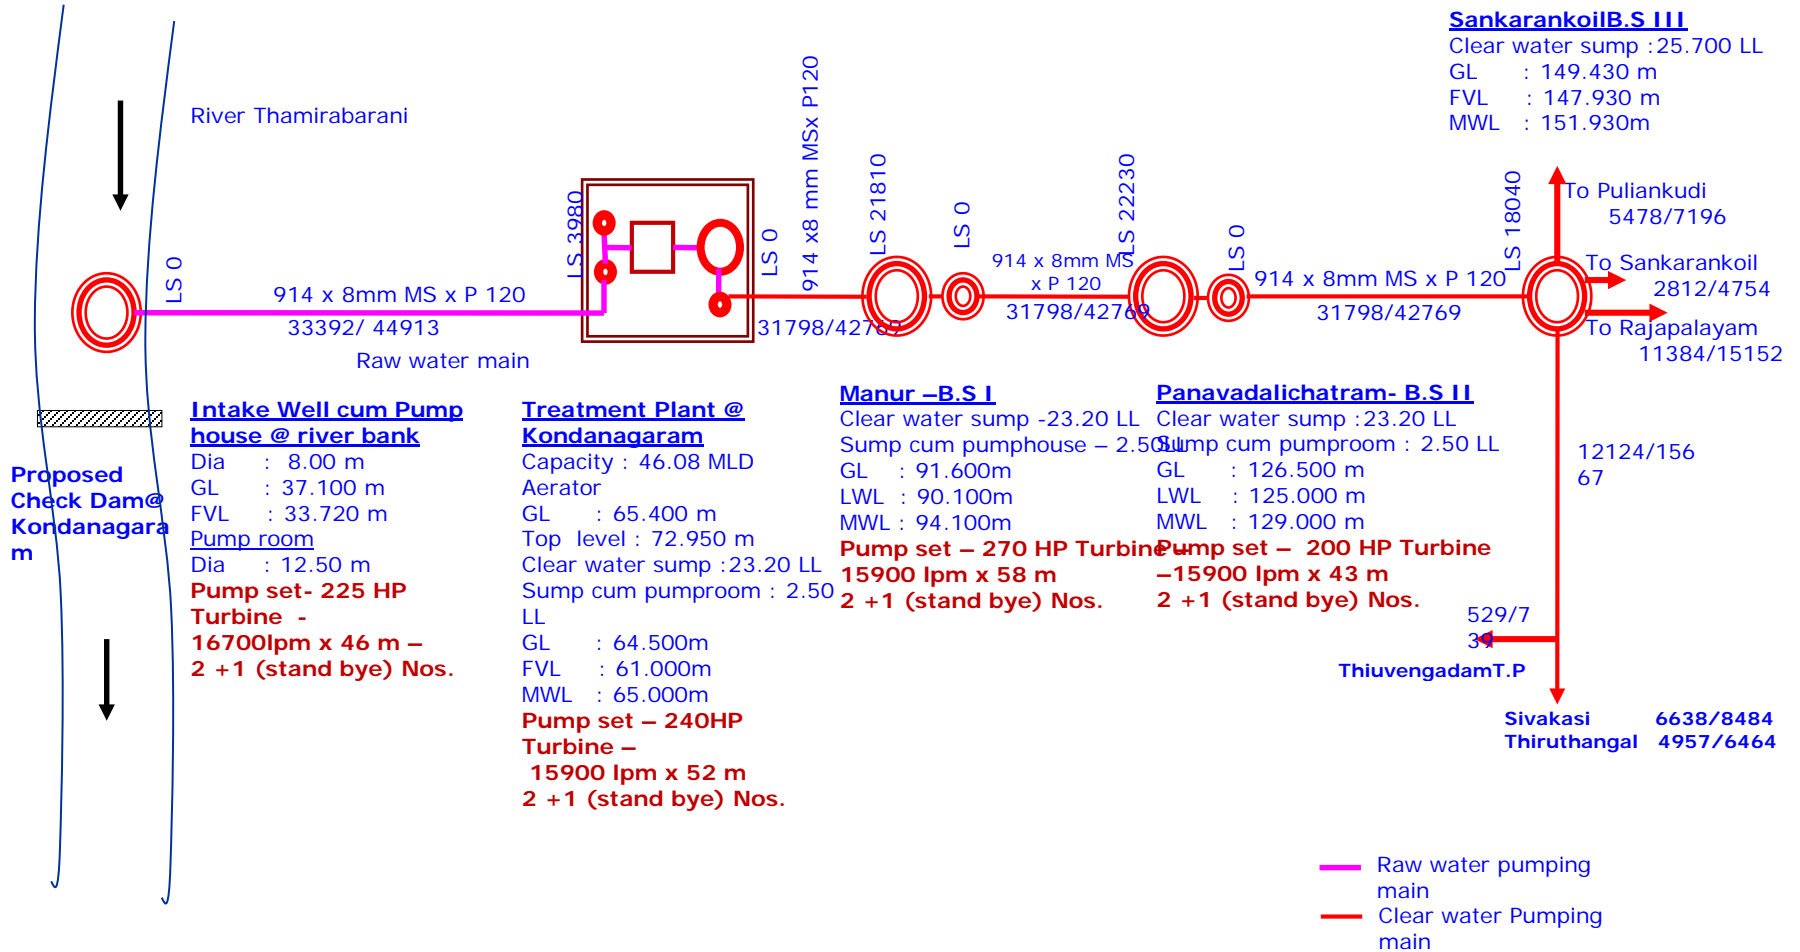 SankarankoilB.S III
Clear water sump :25.700 LL
GL : 149.430 m
FVL : 147.930 m
MWL : 151.930m
River Thamirabarani
LS 0
914 x 8mm MS x P 120
33392/ 44913
Raw water main
LS 3980
LS 0
914 x8 mm MSx P120
31798/42769
LS 21810
LS 0
914 x 8mm MS
x P 120
31798/42769
LS 22230
LS 0
914 x 8mm MS x P 120
31798/42769
LS 18040
To Puliankudi
5478/7196
To Sankarankoil
2812/4754
To Rajapalayam
11384/15152
Proposed
Check Dam@
Kondanagara
m
Intake Well cum Pump
house @ river bank
Dia : 8.00 m
GL : 37.100 m
FVL : 33.720 m
Pump room
Dia : 12.50 m
Pump set- 225 HP
Turbine -
16700lpm x 46 m –
2 +1 (stand bye) Nos.
Treatment Plant @
Kondanagaram
Capacity : 46.08 MLD
Aerator
GL : 65.400 m
Top level : 72.950 m
Clear water sump :23.20 LL
Sump cum pumproom : 2.50
LL
GL : 64.500m
FVL : 61.000m
MWL : 65.000m
Pump set – 240HP
Turbine –
15900 lpm x 52 m
2 +1 (stand bye) Nos.
Manur –B.S I
Clear water sump -23.20 LL
Sump cum pumphouse – 2.50LL
GL : 91.600m
LWL : 90.100m
MWL : 94.100m
Pump set – 270 HP Turbine –
15900 lpm x 58 m
2 +1 (stand bye) Nos.
Panavadalichatram- B.S II
Clear water sump :23.20 LL
Sump cum pumproom : 2.50 LL
GL : 126.500 m
LWL : 125.000 m
MWL : 129.000 m
Pump set – 200 HP Turbine
–15900 lpm x 43 m
2 +1 (stand bye) Nos.
12124/156
67
529/7
39
ThiuvengadamT.P
Sivakasi 6638/8484
Thiruthangal 4957/6464
Raw water pumping
main
Clear water Pumping
main